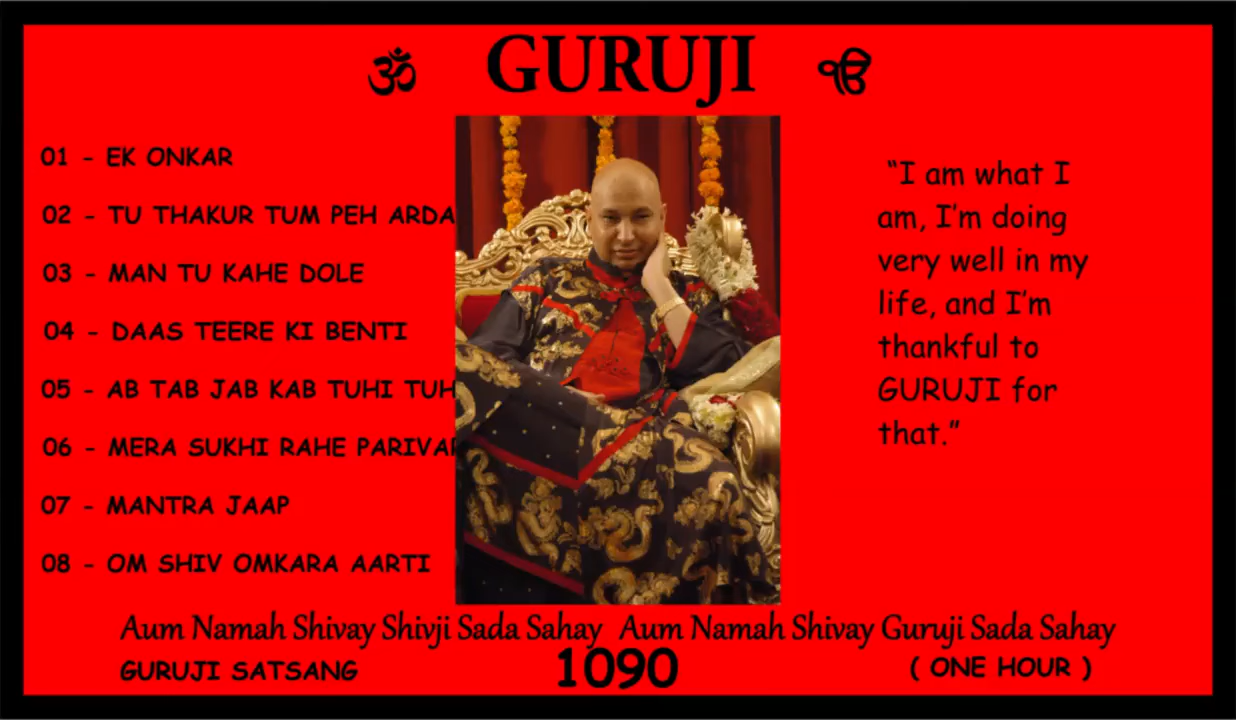 ॐ GURUJI ੴ
01 - EK ONKAR
02 - TU THAKUR TUM PEH ARDA
03 - MAN TU KAHE DOLE
04 - DAAS TEERE KI BENTI
05 - AB TAB JAB KAB TUHI TUH
06 - MERA SUKHI RAHE PARIVAR
07 - MANTRA JAAP
08 - OM SHIV OMKARA AARTI
“I am what I
am, I’m doing
very well in my
life, and I’m
thankful to
GURUJI for
that.”
Aum Namah Shivay Shivji Sada Sahay Aum Namah Shivay Guruji Sada Sahay
GURUJI SATSANG 1090 ( ONE HOUR )